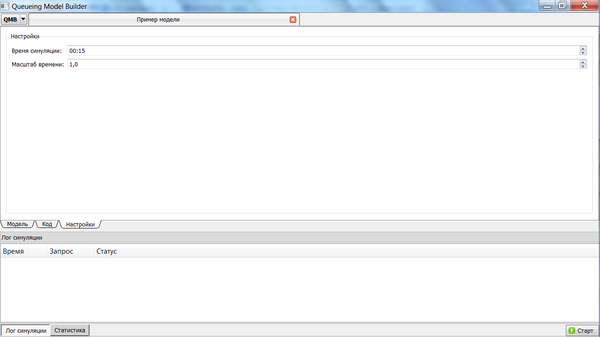 Queueing Model Builder
QMB Пример модели
Настройки
Время симуляции: 00:15
Масштаб времени: 1,0
Модель Код Настройки
Лог симуляции
Время Запрос Статус
Лог симуляции Статистика Старт